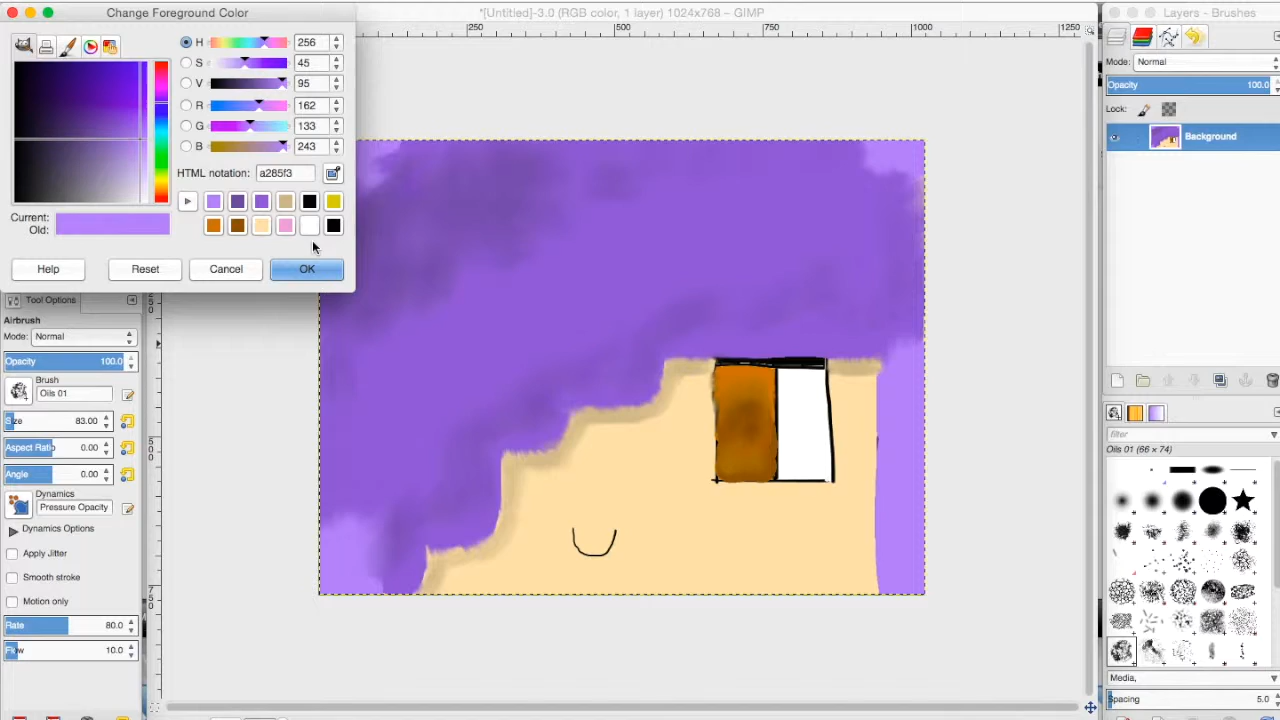 Change Foreground Color
*[Untitled]-3.0 (RGB color, 1 layer) 1024x768 – GIMP
Layers - Brushes
250
500
750
1000
1250
H 256
S 45
V 95
R 162
G 133
B 243
HTML notation: a285f3
Current:
Old:
Help
Reset
Cancel
OK
Mode: Normal
Opacity 100.0
Lock:
Background
Tool Options
Airbrush
Mode: Normal
Opacity 100.0
Brush
Oils 01
Size 83.00
Aspect Ratio 0.00
Angle 0.00
Dynamics
Pressure Opacity
Dynamics Options
Apply Jitter
Smooth stroke
Motion only
Rate 80.0
Flow 10.0
filter
Oils 01 (66 × 74)
Media,
Spacing 5.0